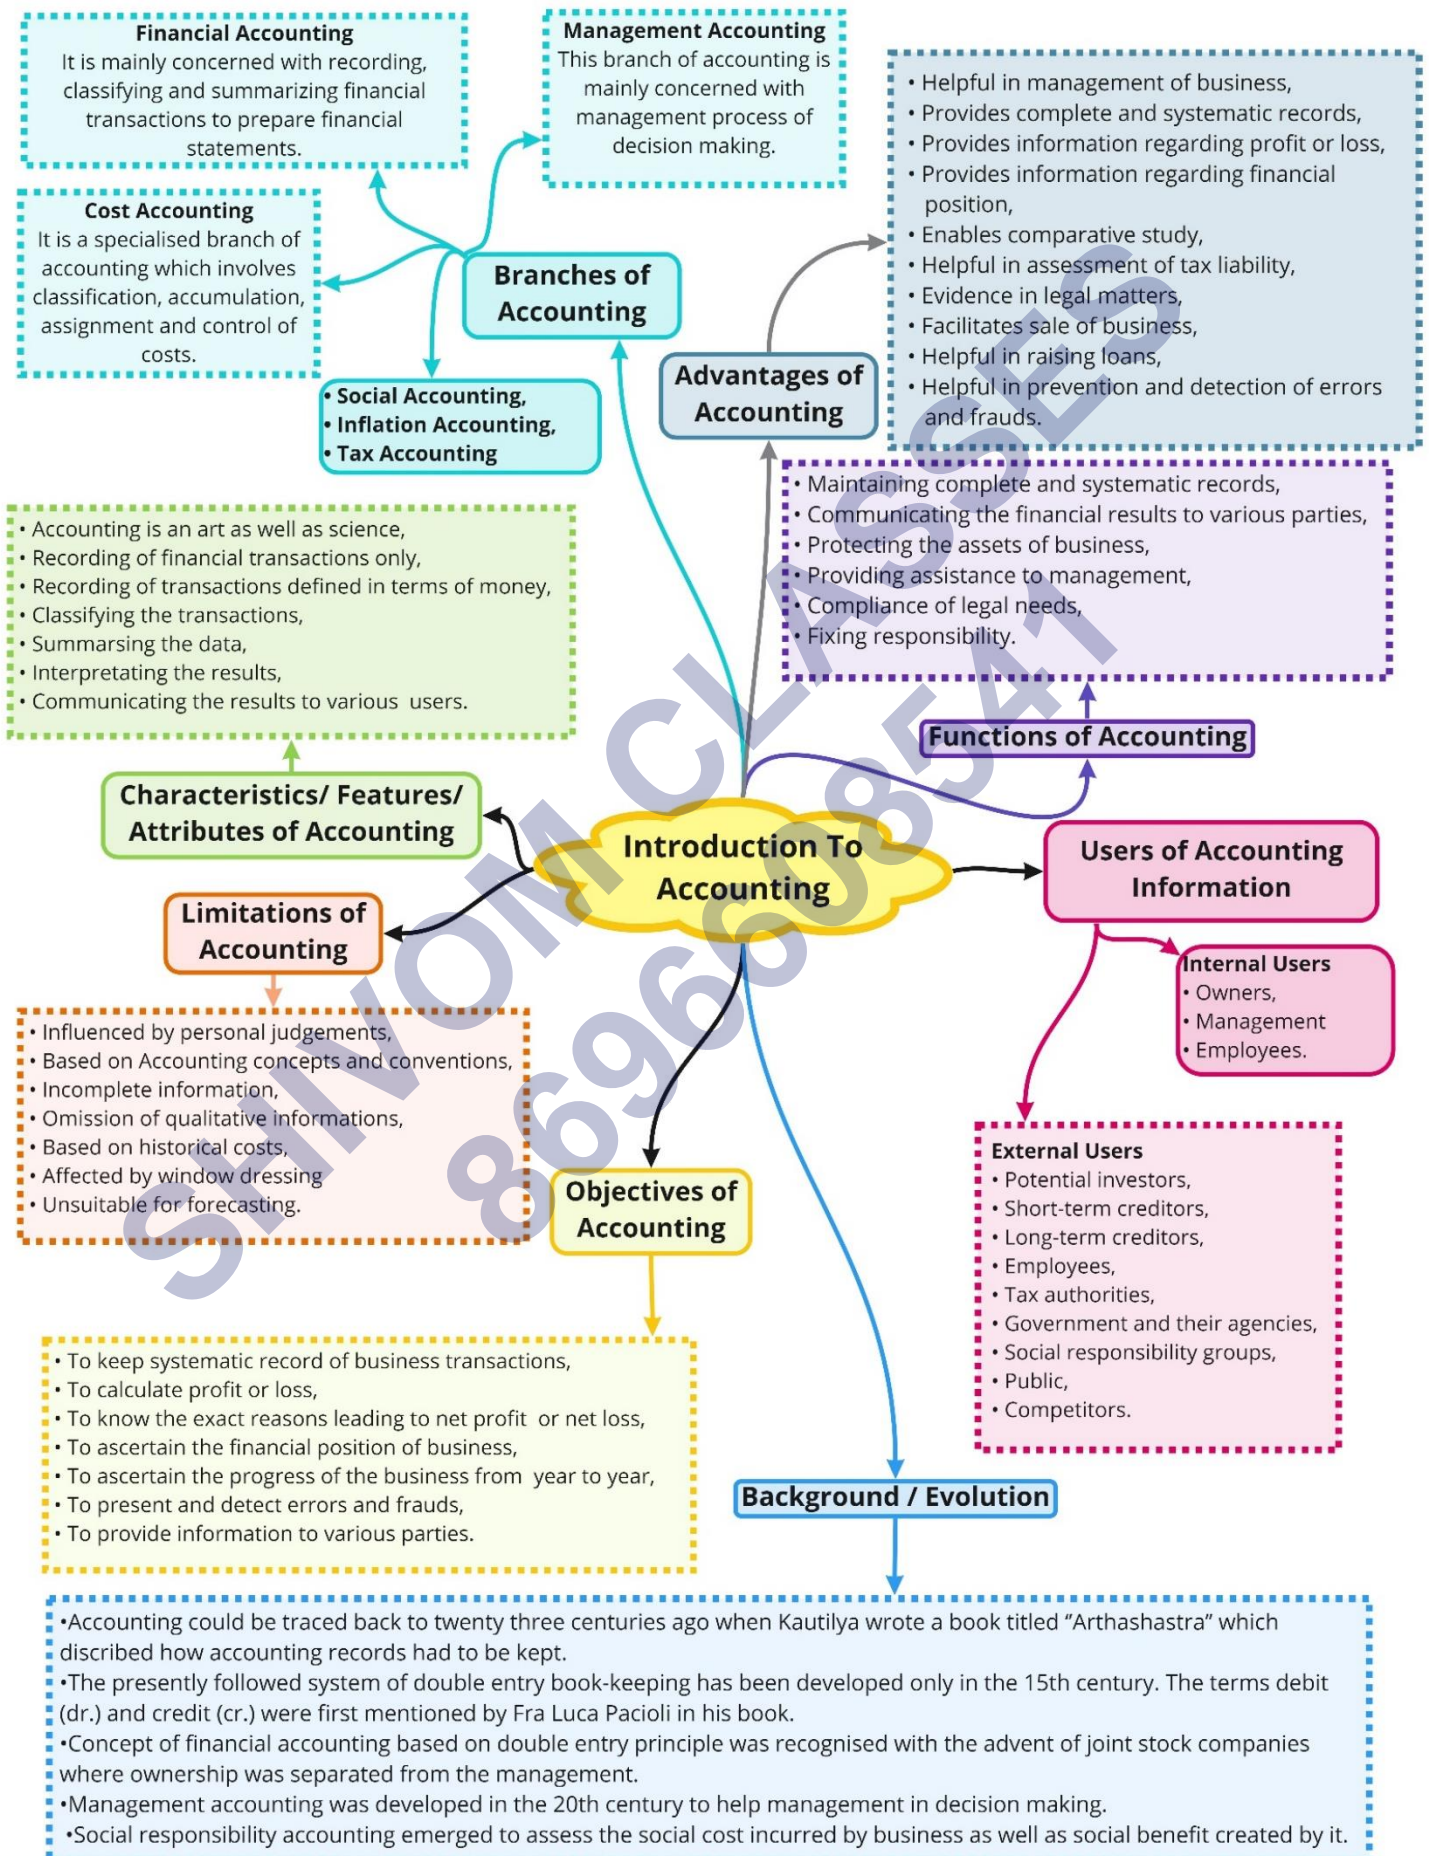 Financial Accounting
It is mainly concerned with recording,
classifying and summarizing financial
transactions to prepare financial
statements.
Management Accounting
This branch of accounting is
mainly concerned with
management process of
decision making.
• Helpful in management of business,
• Provides complete and systematic records,
• Provides information regarding profit or loss,
• Provides information regarding financial
position,
• Enables comparative study,
• Helpful in assessment of tax liability,
• Evidence in legal matters,
• Facilitates sale of business,
• Helpful in raising loans,
• Helpful in prevention and detection of errors
and frauds.
Cost Accounting
It is a specialised branch of
accounting which involves
classification, accumulation,
assignment and control of
costs.
Branches of
Accounting
Advantages of
Accounting
• Social Accounting,
• Inflation Accounting,
• Tax Accounting
• Maintaining complete and systematic records,
• Communicating the financial results to various parties,
• Protecting the assets of business,
• Providing assistance to management,
• Compliance of legal needs,
• Fixing responsibility.
• Accounting is an art as well as science,
• Recording of financial transactions only,
• Recording of transactions defined in terms of money,
• Classifying the transactions,
• Summarsing the data,
• Interpretating the results,
• Communicating the results to various users.
Functions of Accounting
Characteristics/ Features/
Attributes of Accounting
Introduction To
Accounting
Users of Accounting
Information
Limitations of
Accounting
Internal Users
• Owners,
• Management
• Employees.
• Influenced by personal judgements,
• Based on Accounting concepts and conventions,
• Incomplete information,
• Omission of qualitative informations,
• Based on historical costs,
• Affected by window dressing
• Unsuitable for forecasting.
External Users
• Potential investors,
• Short-term creditors,
• Long-term creditors,
• Employees,
• Tax authorities,
• Government and their agencies,
• Social responsibility groups,
• Public,
• Competitors.
Objectives of
Accounting
• To keep systematic record of business transactions,
• To calculate profit or loss,
• To know the exact reasons leading to net profit or net loss,
• To ascertain the financial position of business,
• To ascertain the progress of the business from year to year,
• To present and detect errors and frauds,
• To provide information to various parties.
Background / Evolution
•Accounting could be traced back to twenty three centuries ago when Kautilya wrote a book titled “Arthashastra” which
discribed how accounting records had to be kept.
•The presently followed system of double entry book-keeping has been developed only in the 15th century. The terms debit
(dr.) and credit (cr.) were first mentioned by Fra Luca Pacioli in his book.
•Concept of financial accounting based on double entry principle was recognised with the advent of joint stock companies
where ownership was separated from the management.
•Management accounting was developed in the 20th century to help management in decision making.
•Social responsibility accounting emerged to assess the social cost incurred by business as well as social benefit created by it.
SHIVOM CLASSES
8696608541